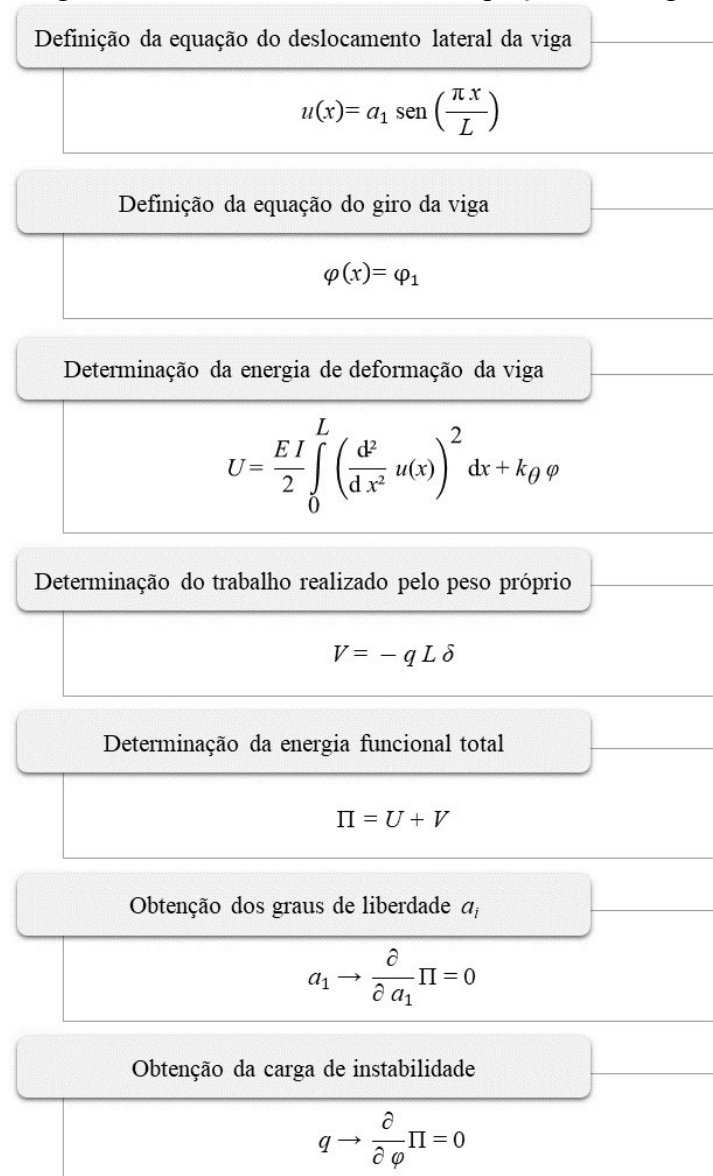 Definição da equação do deslocamento lateral da viga
u(x)= a₁ sen (π x / L)
Definição da equação do giro da viga
φ(x)= φ₁
Determinação da energia de deformação da viga
U = E I / 2 ∫₀ᴸ (d² / d x² u(x))² dx + k_θ φ
Determinação do trabalho realizado pelo peso próprio
V = − q L δ
Determinação da energia funcional total
Π = U + V
Obtenção dos graus de liberdade aᵢ
a₁ → ∂ / ∂ a₁ Π = 0
Obtenção da carga de instabilidade
q → ∂ / ∂ φ Π = 0